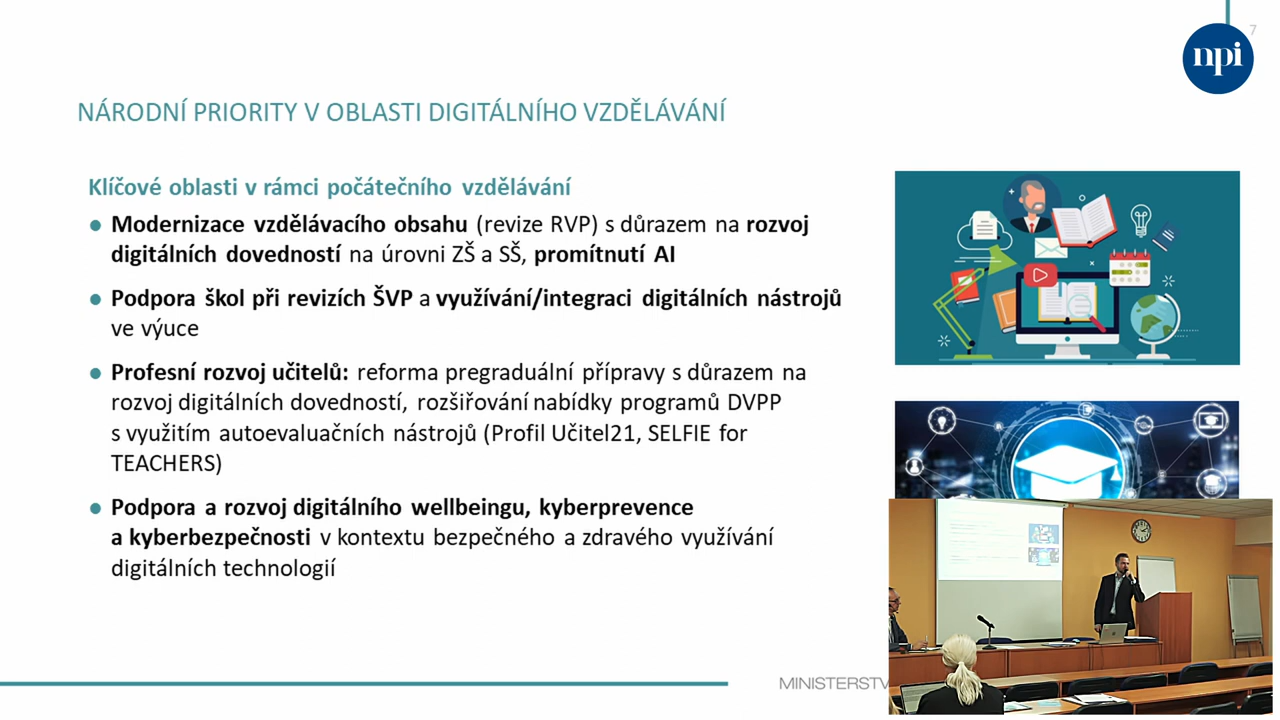 7
npi
NÁRODNÍ PRIORITY V OBLASTI DIGITÁLNÍHO VZDĚLÁVÁNÍ
Klíčové oblasti v rámci počátečního vzdělávání
● Modernizace vzdělávacího obsahu (revize RVP) s důrazem na rozvoj
digitálních dovedností na úrovni ZŠ a SŠ, promítnutí AI
● Podpora škol při revizích ŠVP a využívání/integraci digitálních nástrojů
ve výuce
● Profesní rozvoj učitelů: reforma pregraduální přípravy s důrazem na
rozvoj digitálních dovedností, rozšiřování nabídky programů DVPP
s využitím autoevaluačních nástrojů (Profil Učitel21, SELFIE for
TEACHERS)
● Podpora a rozvoj digitálního wellbeingu, kyberprevence
a kyberbezpečnosti v kontextu bezpečného a zdravého využívání
digitálních technologií
MINISTERSTV